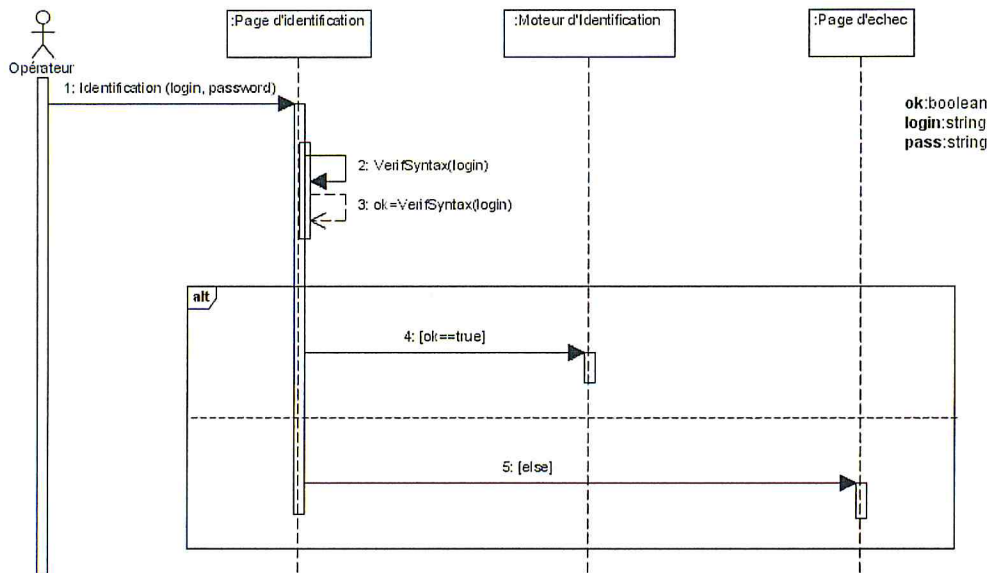 :Page d'identification
:Moteur d'Identification
:Page d'echec
Opérateur
1: Identification (login, password)
ok:boolean
login:string
pass:string
2: VerifSyntax(login)
3: ok=VerifSyntax(login)
alt
4: [ok==true]
5: [else]